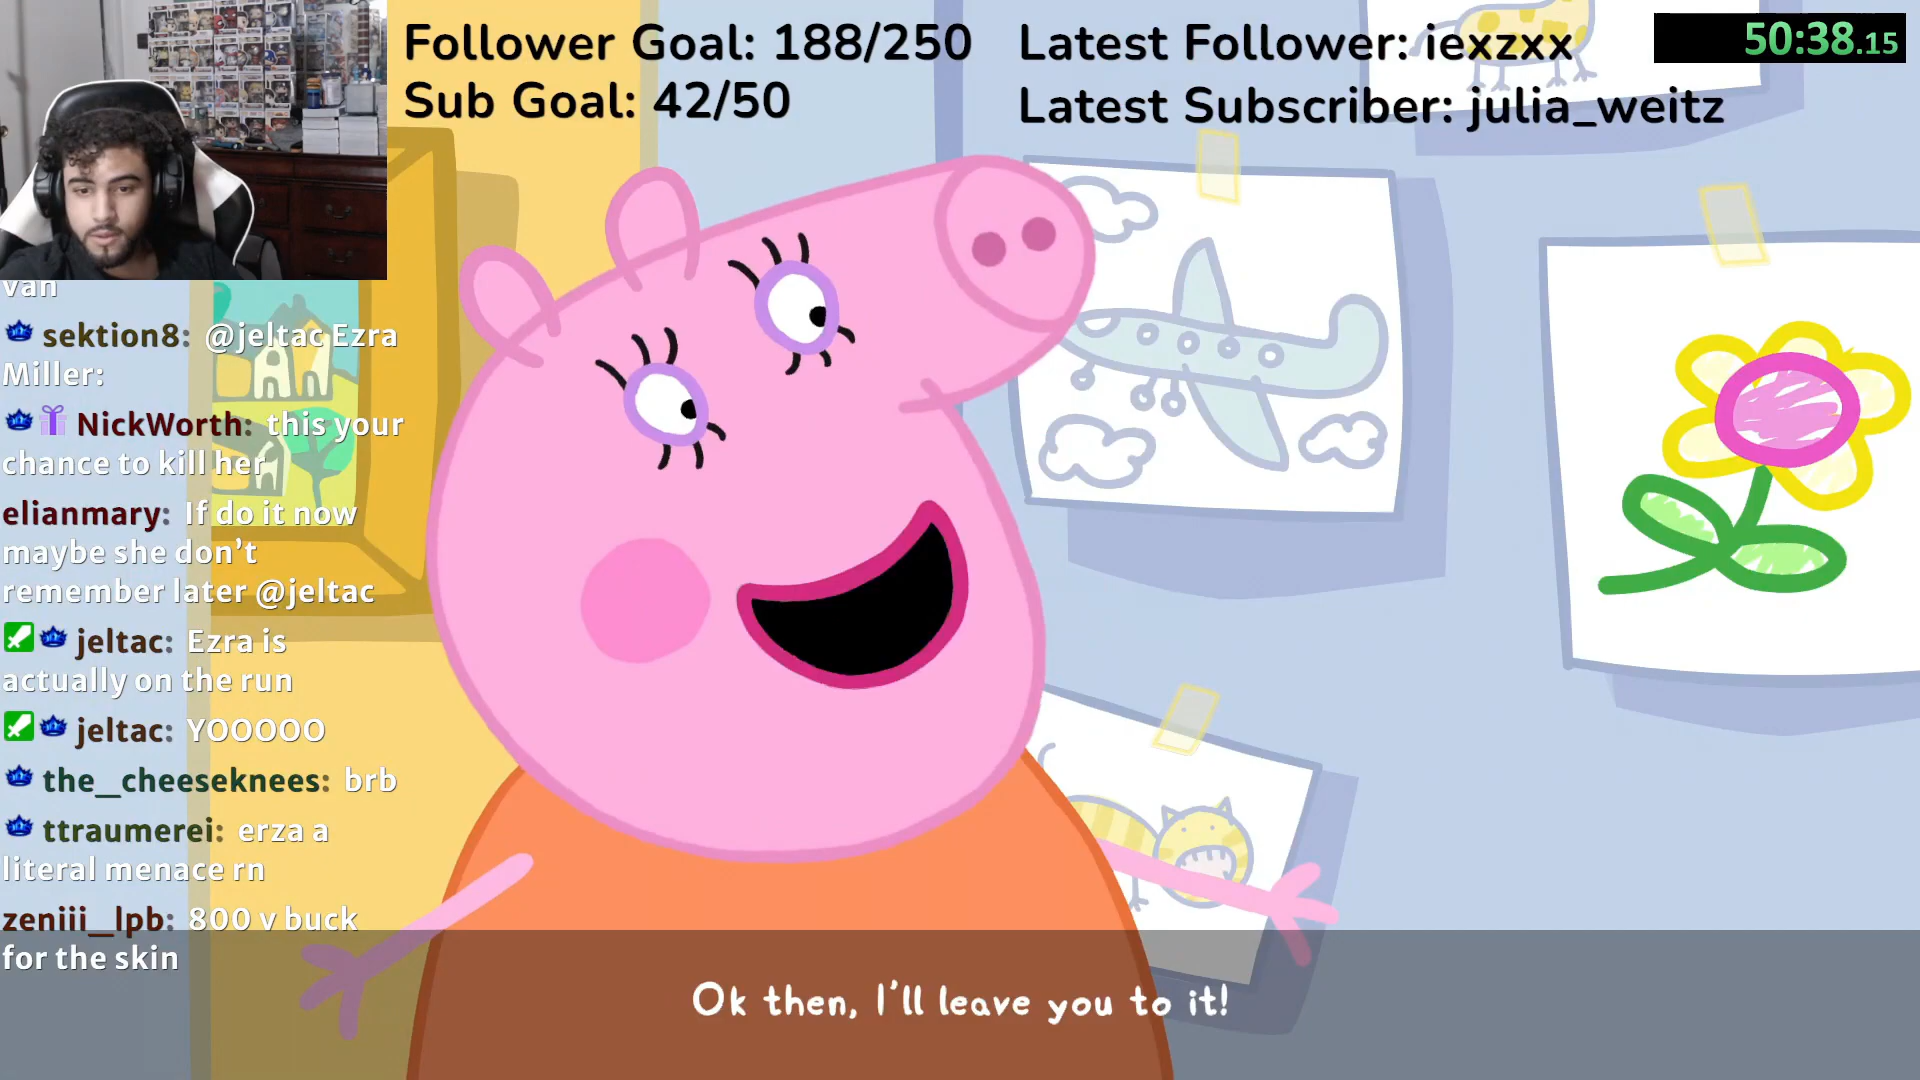 Follower Goal: 188/250
Sub Goal: 42/50
Latest Follower: iexzxx
Latest Subscriber: julia_weitz
50:38.15
van
sektion8: @jeltac Ezra
Miller:
NickWorth: this your
chance to kill her
elianmary: If do it now
maybe she don't
remember later @jeltac
jeltac: Ezra is
actually on the run
jeltac: YOOOOO
the__cheeseknees: brb
ttraumerei: erza a
literal menace rn
zeniii__lpb: 800 v buck
for the skin
Ok then, I'll leave you to it!